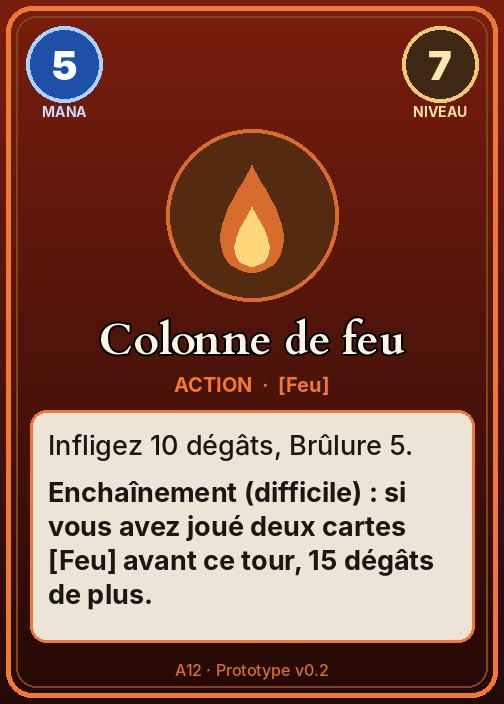 5
MANA
7
NIVEAU
Colonne de feu
ACTION · [Feu]
Infligez 10 dégâts, Brûlure 5.
Enchaînement (difficile) : si
vous avez joué deux cartes
[Feu] avant ce tour, 15 dégâts
de plus.
A12 · Prototype v0.2